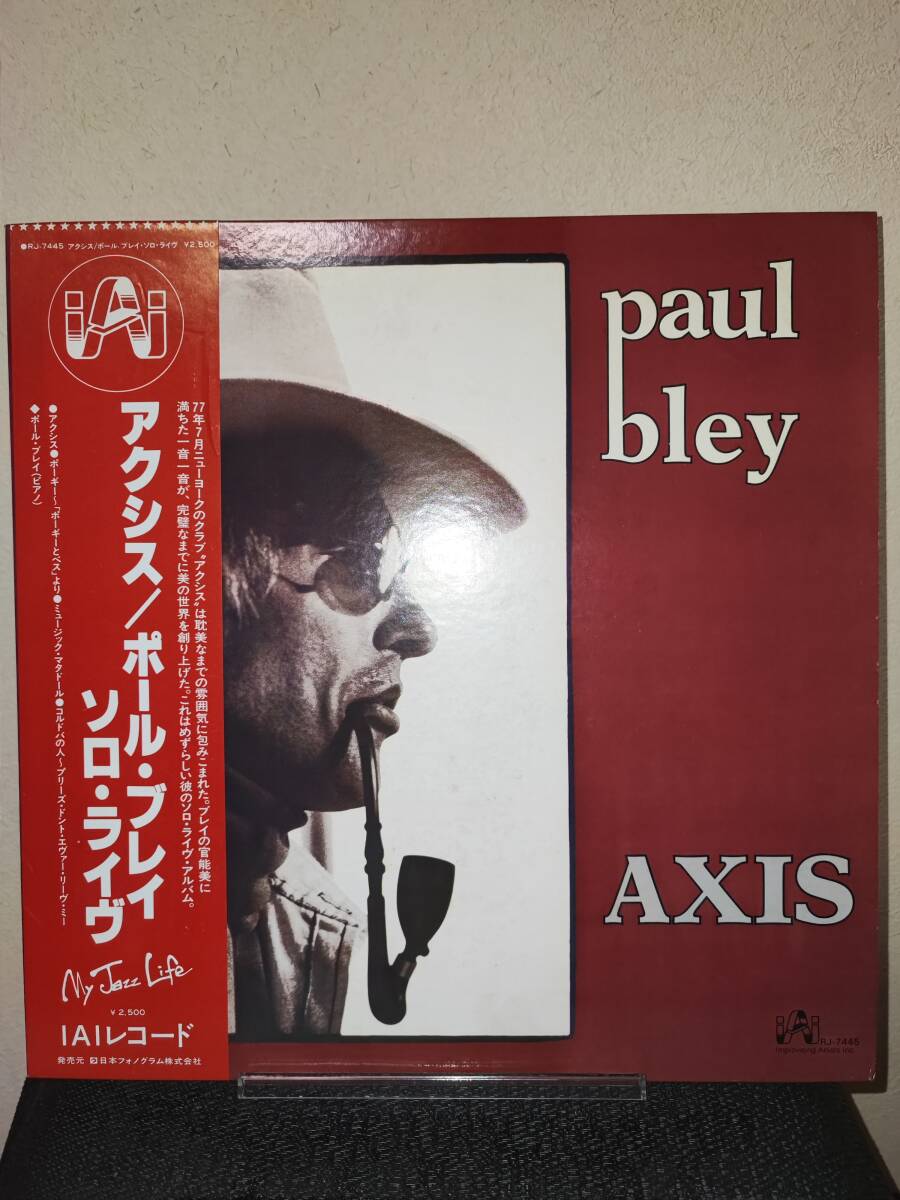 ●RJ-7445 アクシス/ポール・ブレイ・ソロ・ライヴ ¥2,500
iAi
77年7月ニューヨークのクラブ“アクシス”は耽美なまでの雰囲気に包みこまれた。ブレイの官能美に
満ちた一音一音が、完璧なまでに美の世界を創り上げた。これはめずらしい彼のソロ・ライヴ・アルバム。
アクシス/ポール・ブレイ
ソロ・ライヴ
●アクシス●ポーギー〜「ポーギーとベス」より●ミュージック・マタドール●コルドバの人〜プリーズ・ドント・エヴァー・リーヴ・ミー
◆ポール・ブレイ(ピアノ)
My Jazz Life
¥2,500
IAIレコード
発売元 日本フォノグラム株式会社
paul
bley
AXIS
iAi
RJ-7445
Improvising Artists Inc.